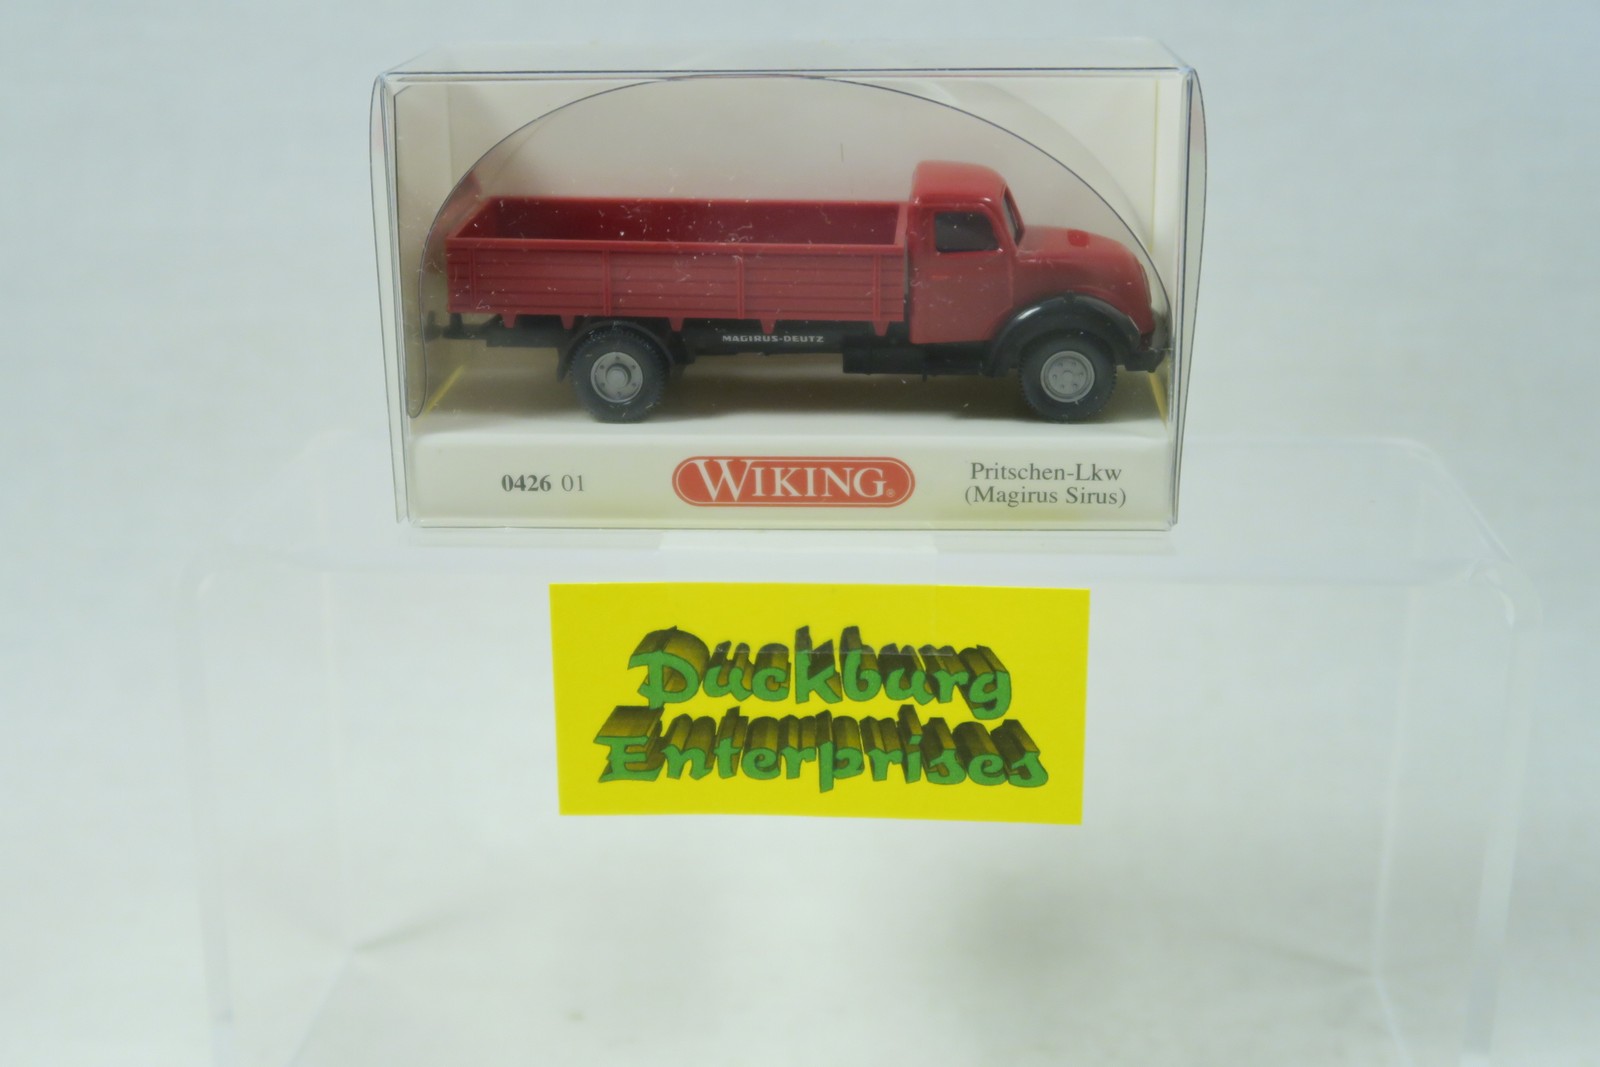 MAGIRUS-DEUTZ
0426 01
WIKING®
Pritschen-Lkw
(Magirus Sirus)
Duckburg
Enterprises